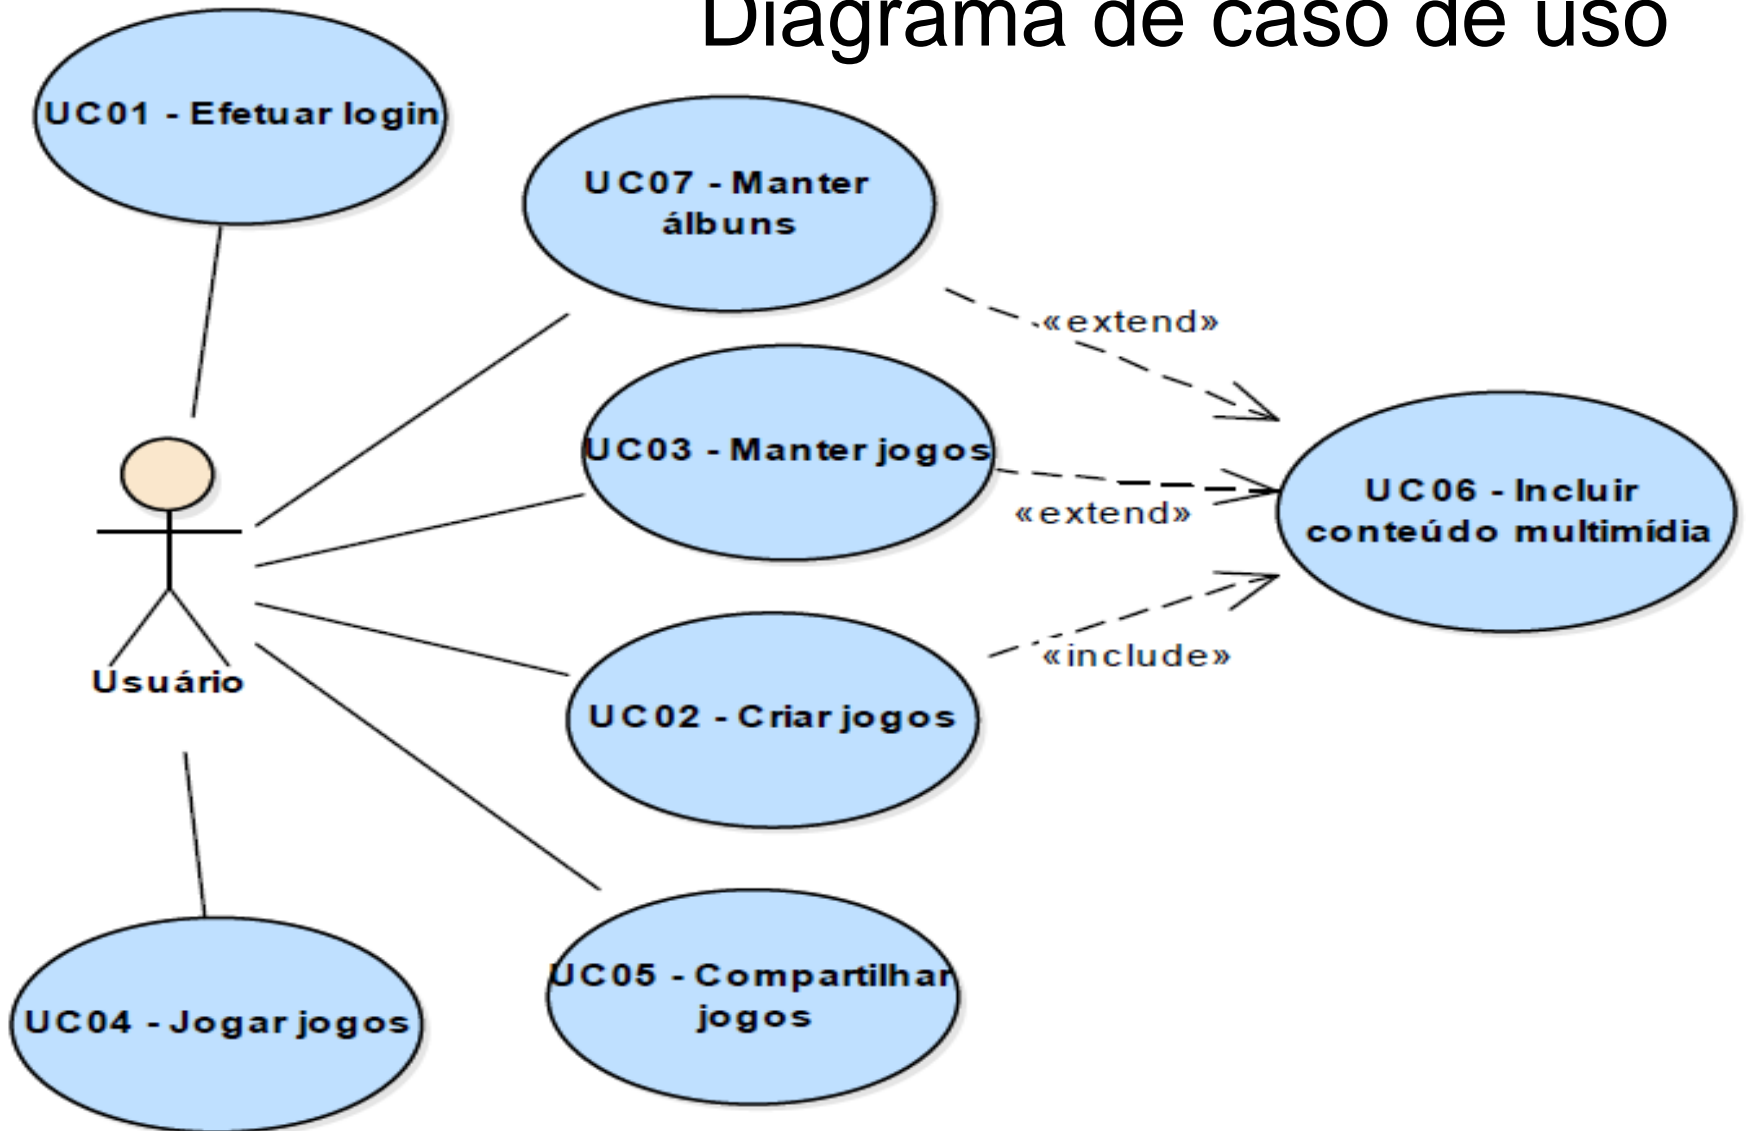 Diagrama de caso de uso
UC01 - Efetuar login
UC07 - Manter
álbuns
«extend»
UC03 - Manter jogos
«extend»
UC06 - Incluir
conteúdo multimídia
«include»
Usuário
UC02 - Criar jogos
UC05 - Compartilhar
jogos
UC04 - Jogar jogos